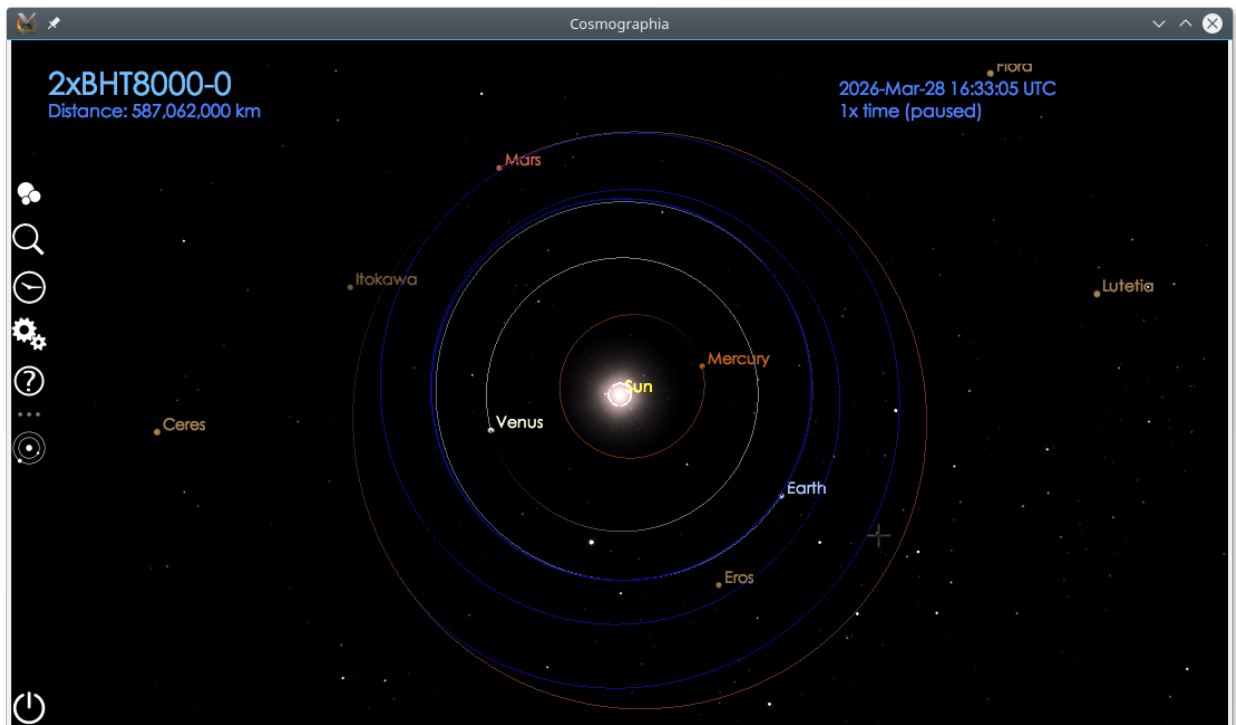 Cosmographia
2xBHT8000-0
Distance: 587,062,000 km
Flora
2026-Mar-28 16:33:05 UTC
1x time (paused)
Mars
Itokawa
Lutetia
Mercury
Sun
Venus
Ceres
Earth
Eros